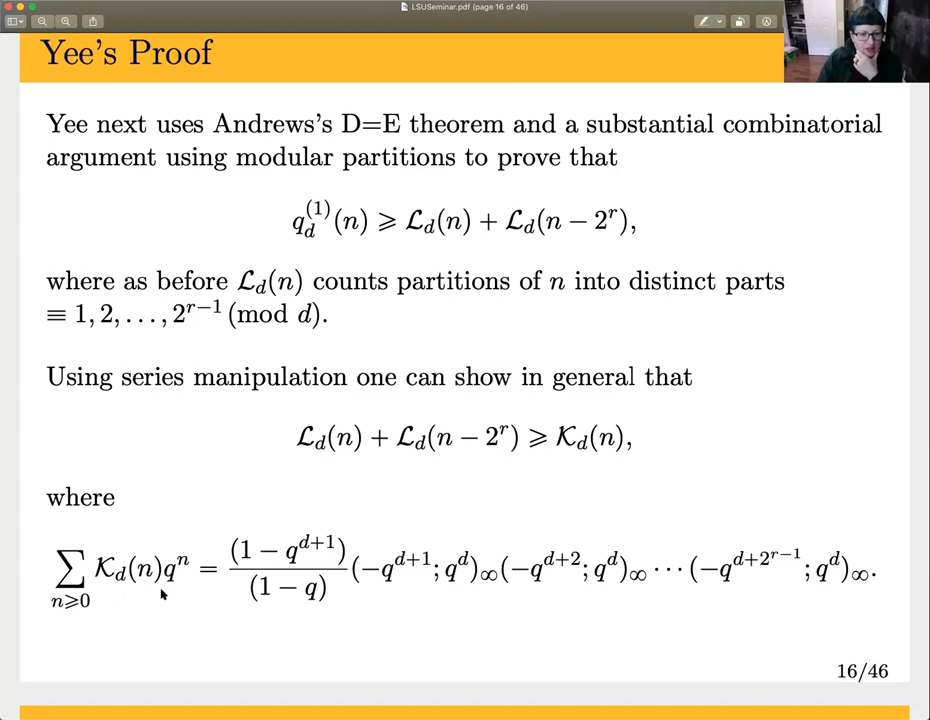 LSUSeminar.pdf (page 16 of 46)
Yee's Proof
Yee next uses Andrews's D=E theorem and a substantial combinatorial
argument using modular partitions to prove that
q_d^{(1)}(n) ⩾ 𝓛_d(n) + 𝓛_d(n − 2^r),
where as before 𝓛_d(n) counts partitions of n into distinct parts
≡ 1, 2, . . . , 2^{r−1} (mod d).
Using series manipulation one can show in general that
𝓛_d(n) + 𝓛_d(n − 2^r) ⩾ 𝒦_d(n),
where
∑_{n⩾0} 𝒦_d(n)q^n = (1 − q^{d+1})/(1 − q) (−q^{d+1}; q^d)_∞(−q^{d+2}; q^d)_∞ · · · (−q^{d+2^{r−1}}; q^d)_∞.
16/46